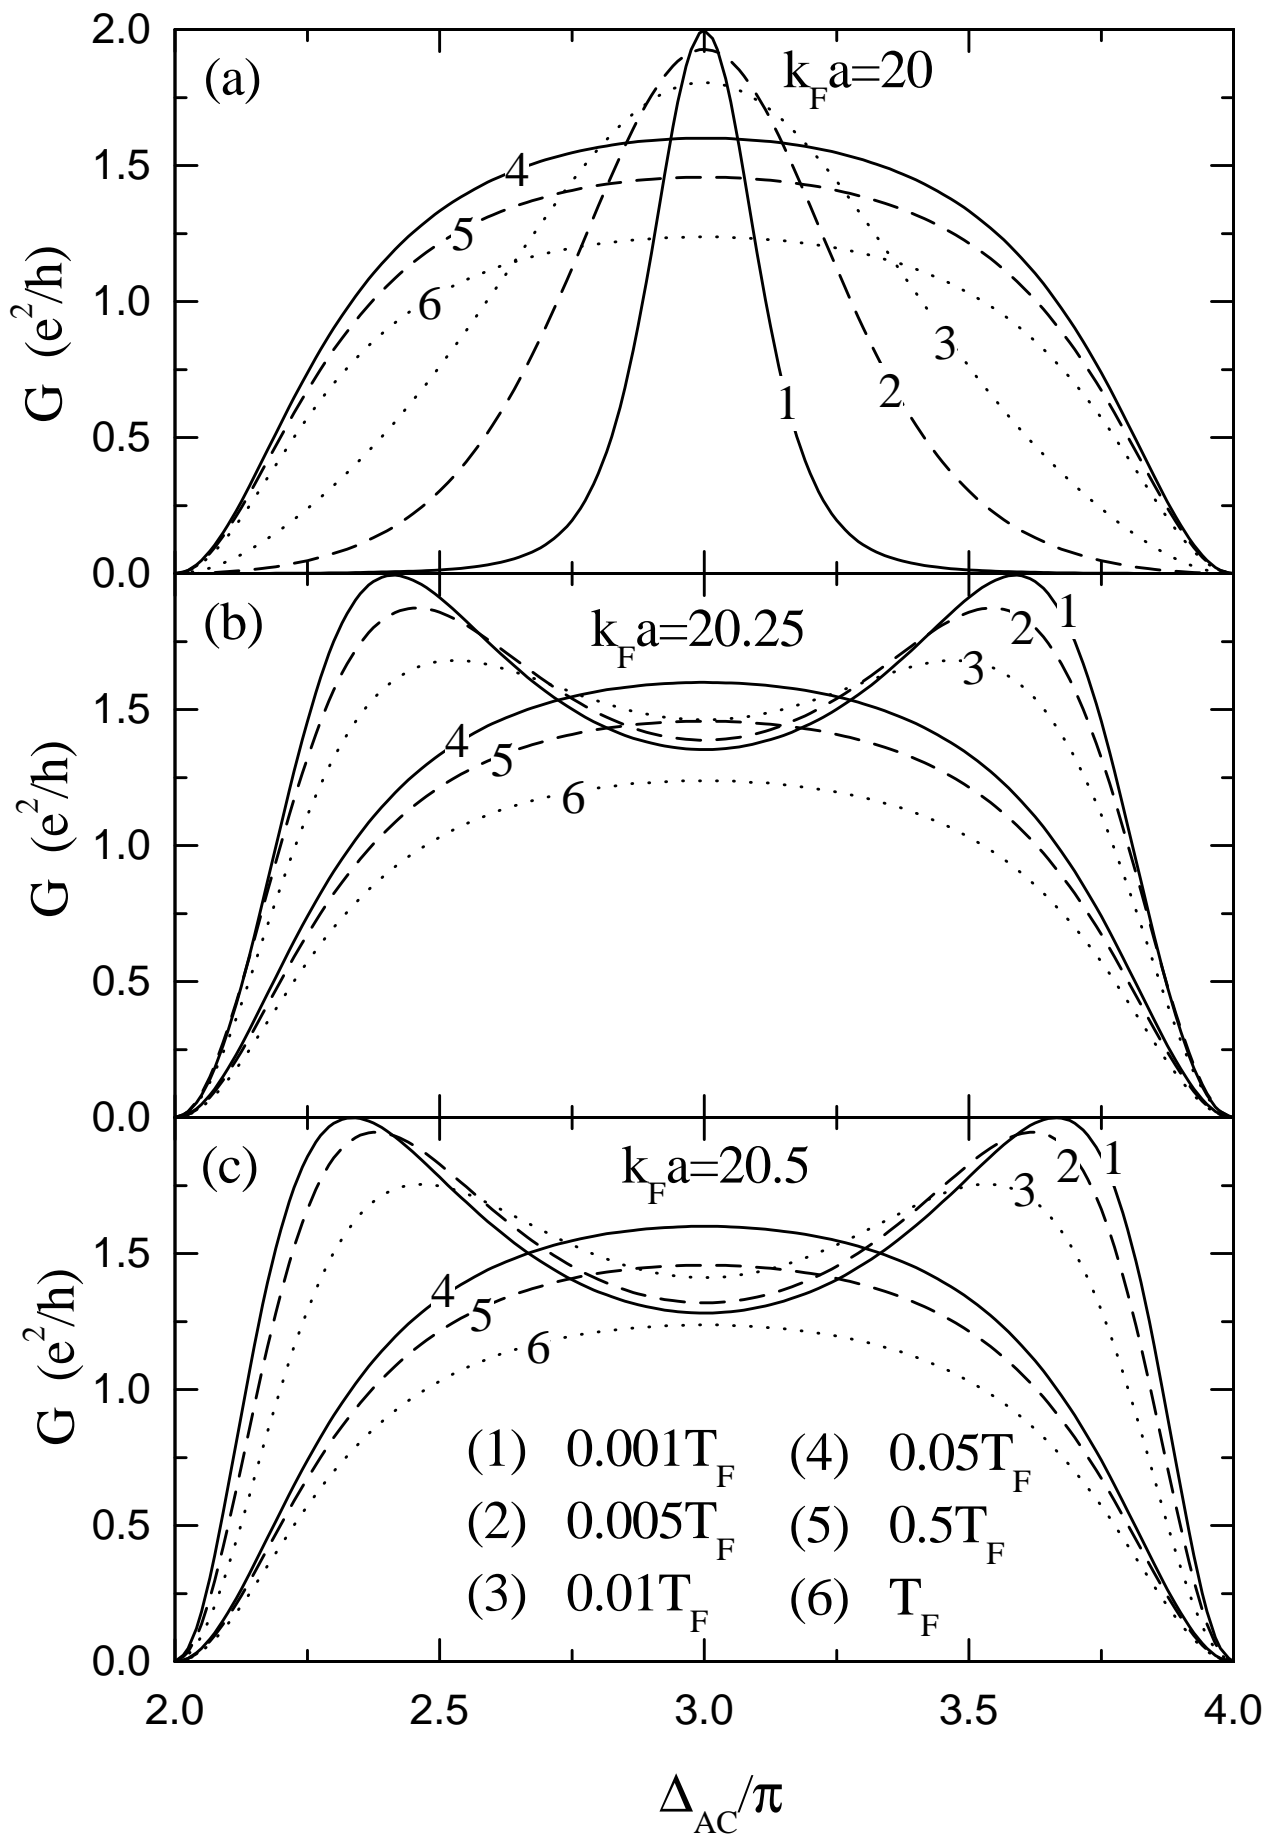 2.0
(a)
k_F a=20
1.5
4
5
6
1.0
3
2
1
0.5
0.0
G (e²/h)
(b)
k_F a=20.25
1
2
3
1.5
4
5
6
1.0
0.5
0.0
G (e²/h)
(c)
k_F a=20.5
1
2
3
1.5
4
5
6
1.0
0.5
0.0
G (e²/h)
(1) 0.001T_F (4) 0.05T_F
(2) 0.005T_F (5) 0.5T_F
(3) 0.01T_F (6) T_F
2.0 2.5 3.0 3.5 4.0
Δ_AC/π